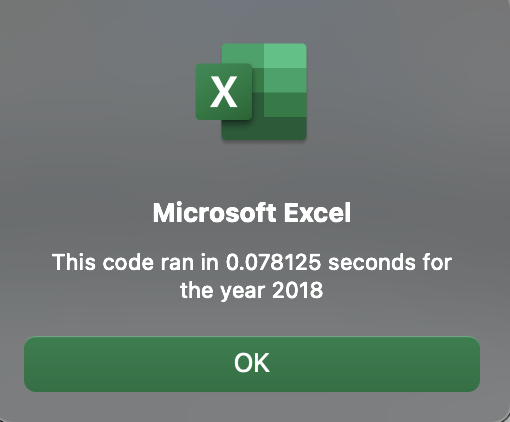 X
Microsoft Excel
This code ran in 0.078125 seconds for
the year 2018
OK